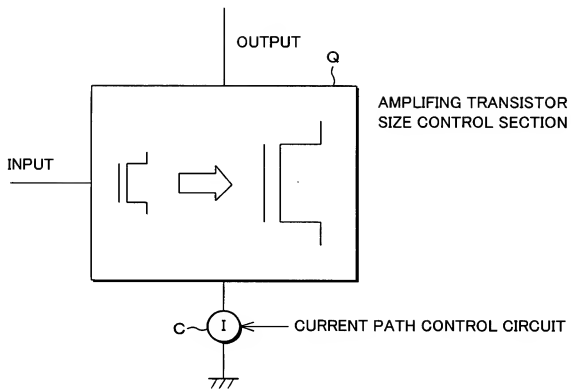 OUTPUT
Q
AMPLIFING TRANSISTOR
SIZE CONTROL SECTION
INPUT
C
I
CURRENT PATH CONTROL CIRCUIT